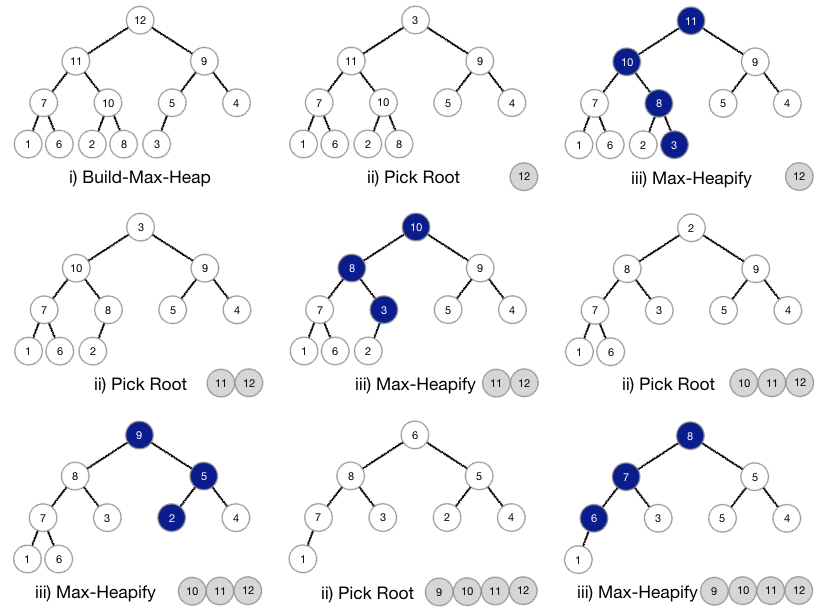 12
11 9
7 10 5 4
1 6 2 8 3
i) Build-Max-Heap
3
11 9
7 10 5 4
1 6 2 8
ii) Pick Root 12
11
10 9
7 8 5 4
1 6 2 3
iii) Max-Heapify 12
3
10 9
7 8 5 4
1 6 2
ii) Pick Root 11 12
10
8 9
7 3 5 4
1 6 2
iii) Max-Heapify 11 12
2
8 9
7 3 5 4
1 6
ii) Pick Root 10 11 12
9
8 5
7 3 2 4
1 6
iii) Max-Heapify 10 11 12
6
8 5
7 3 2 4
1
ii) Pick Root 9 10 11 12
8
7 5
6 3 5 4
1
iii) Max-Heapify 9 10 11 12